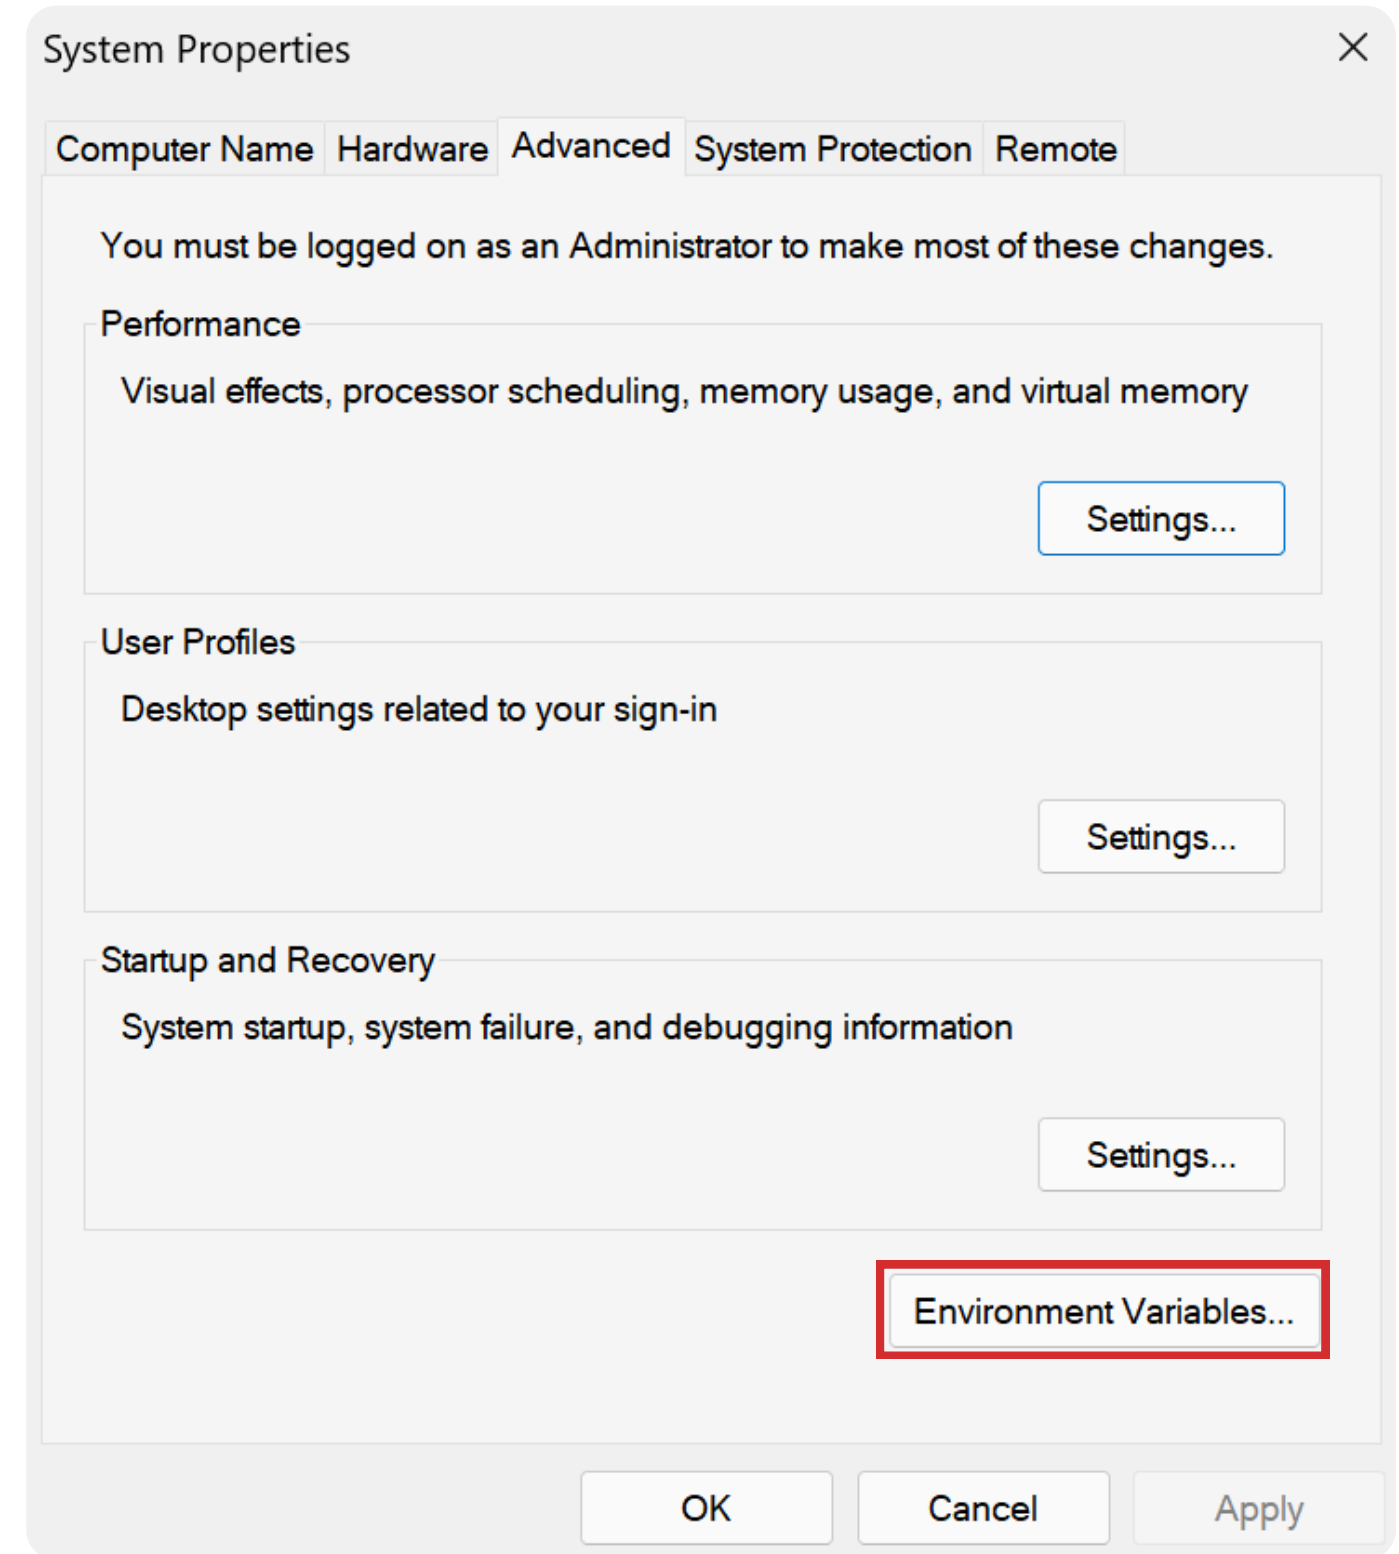 System Properties
Computer Name Hardware Advanced System Protection Remote
You must be logged on as an Administrator to make most of these changes.
Performance
Visual effects, processor scheduling, memory usage, and virtual memory
Settings...
User Profiles
Desktop settings related to your sign-in
Settings...
Startup and Recovery
System startup, system failure, and debugging information
Settings...
Environment Variables...
OK Cancel Apply